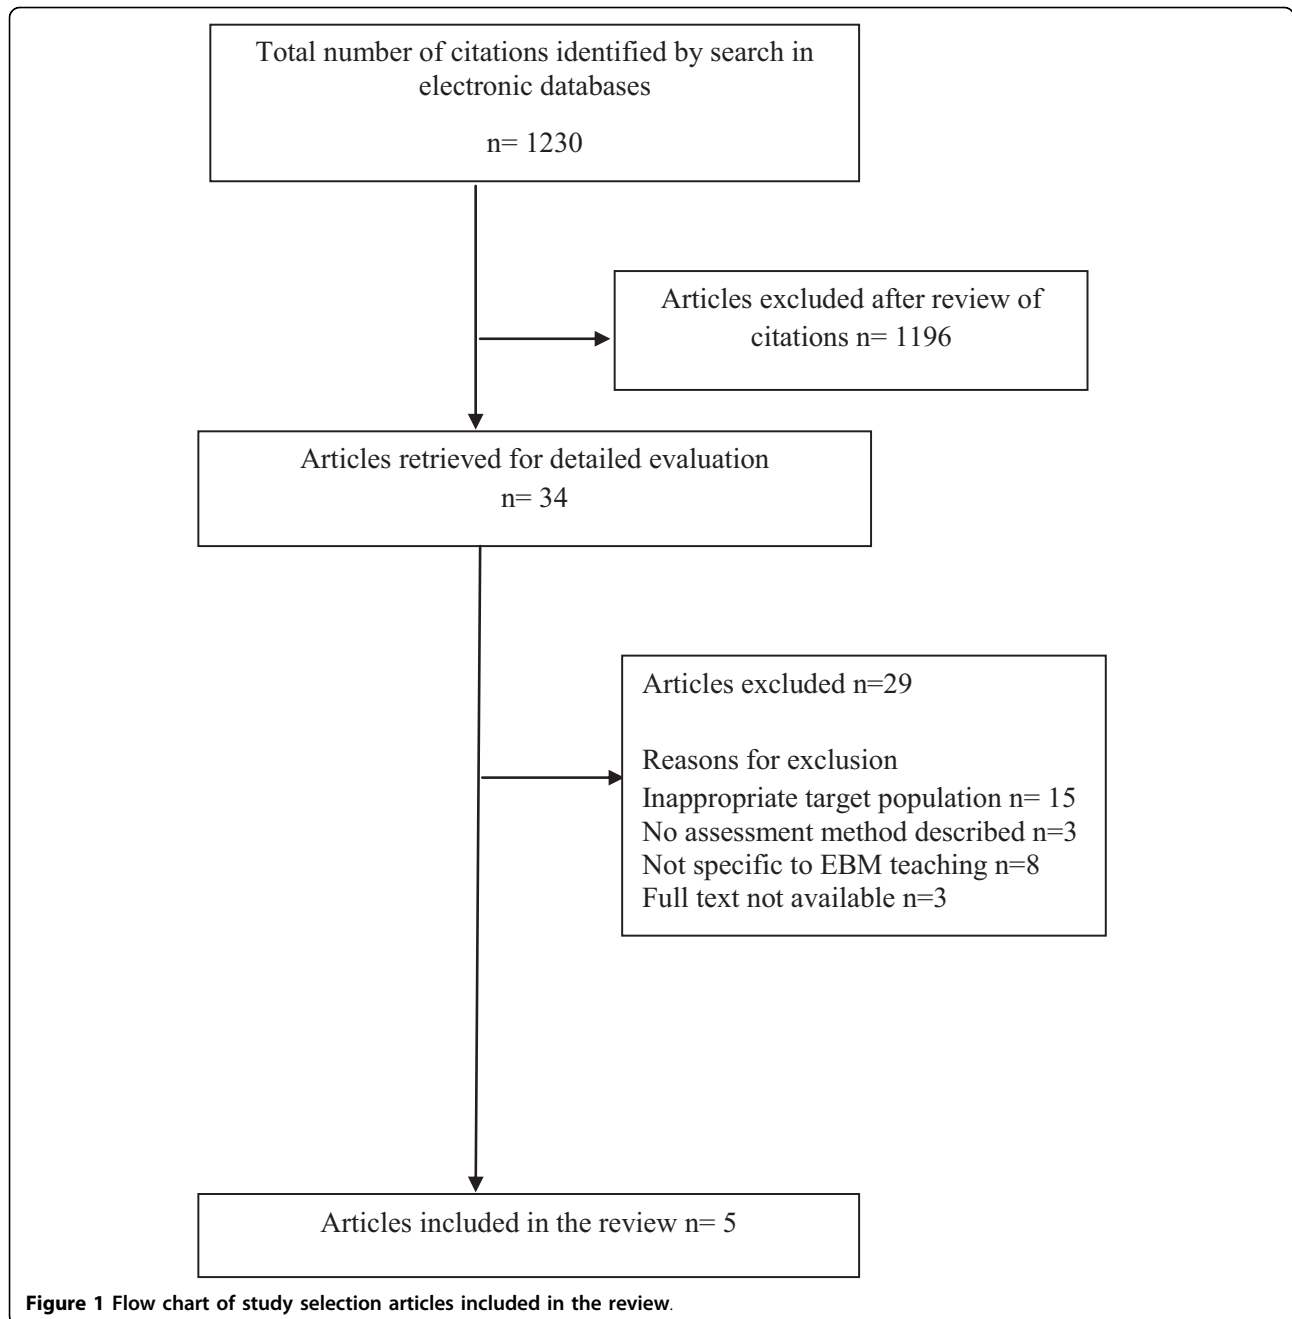 Total number of citations identified by search in
electronic databases
n= 1230
Articles excluded after review of
citations n= 1196
Articles retrieved for detailed evaluation
n= 34
Articles excluded n=29
Reasons for exclusion
Inappropriate target population n= 15
No assessment method described n=3
Not specific to EBM teaching n=8
Full text not available n=3
Articles included in the review n= 5
Figure 1 Flow chart of study selection articles included in the review.